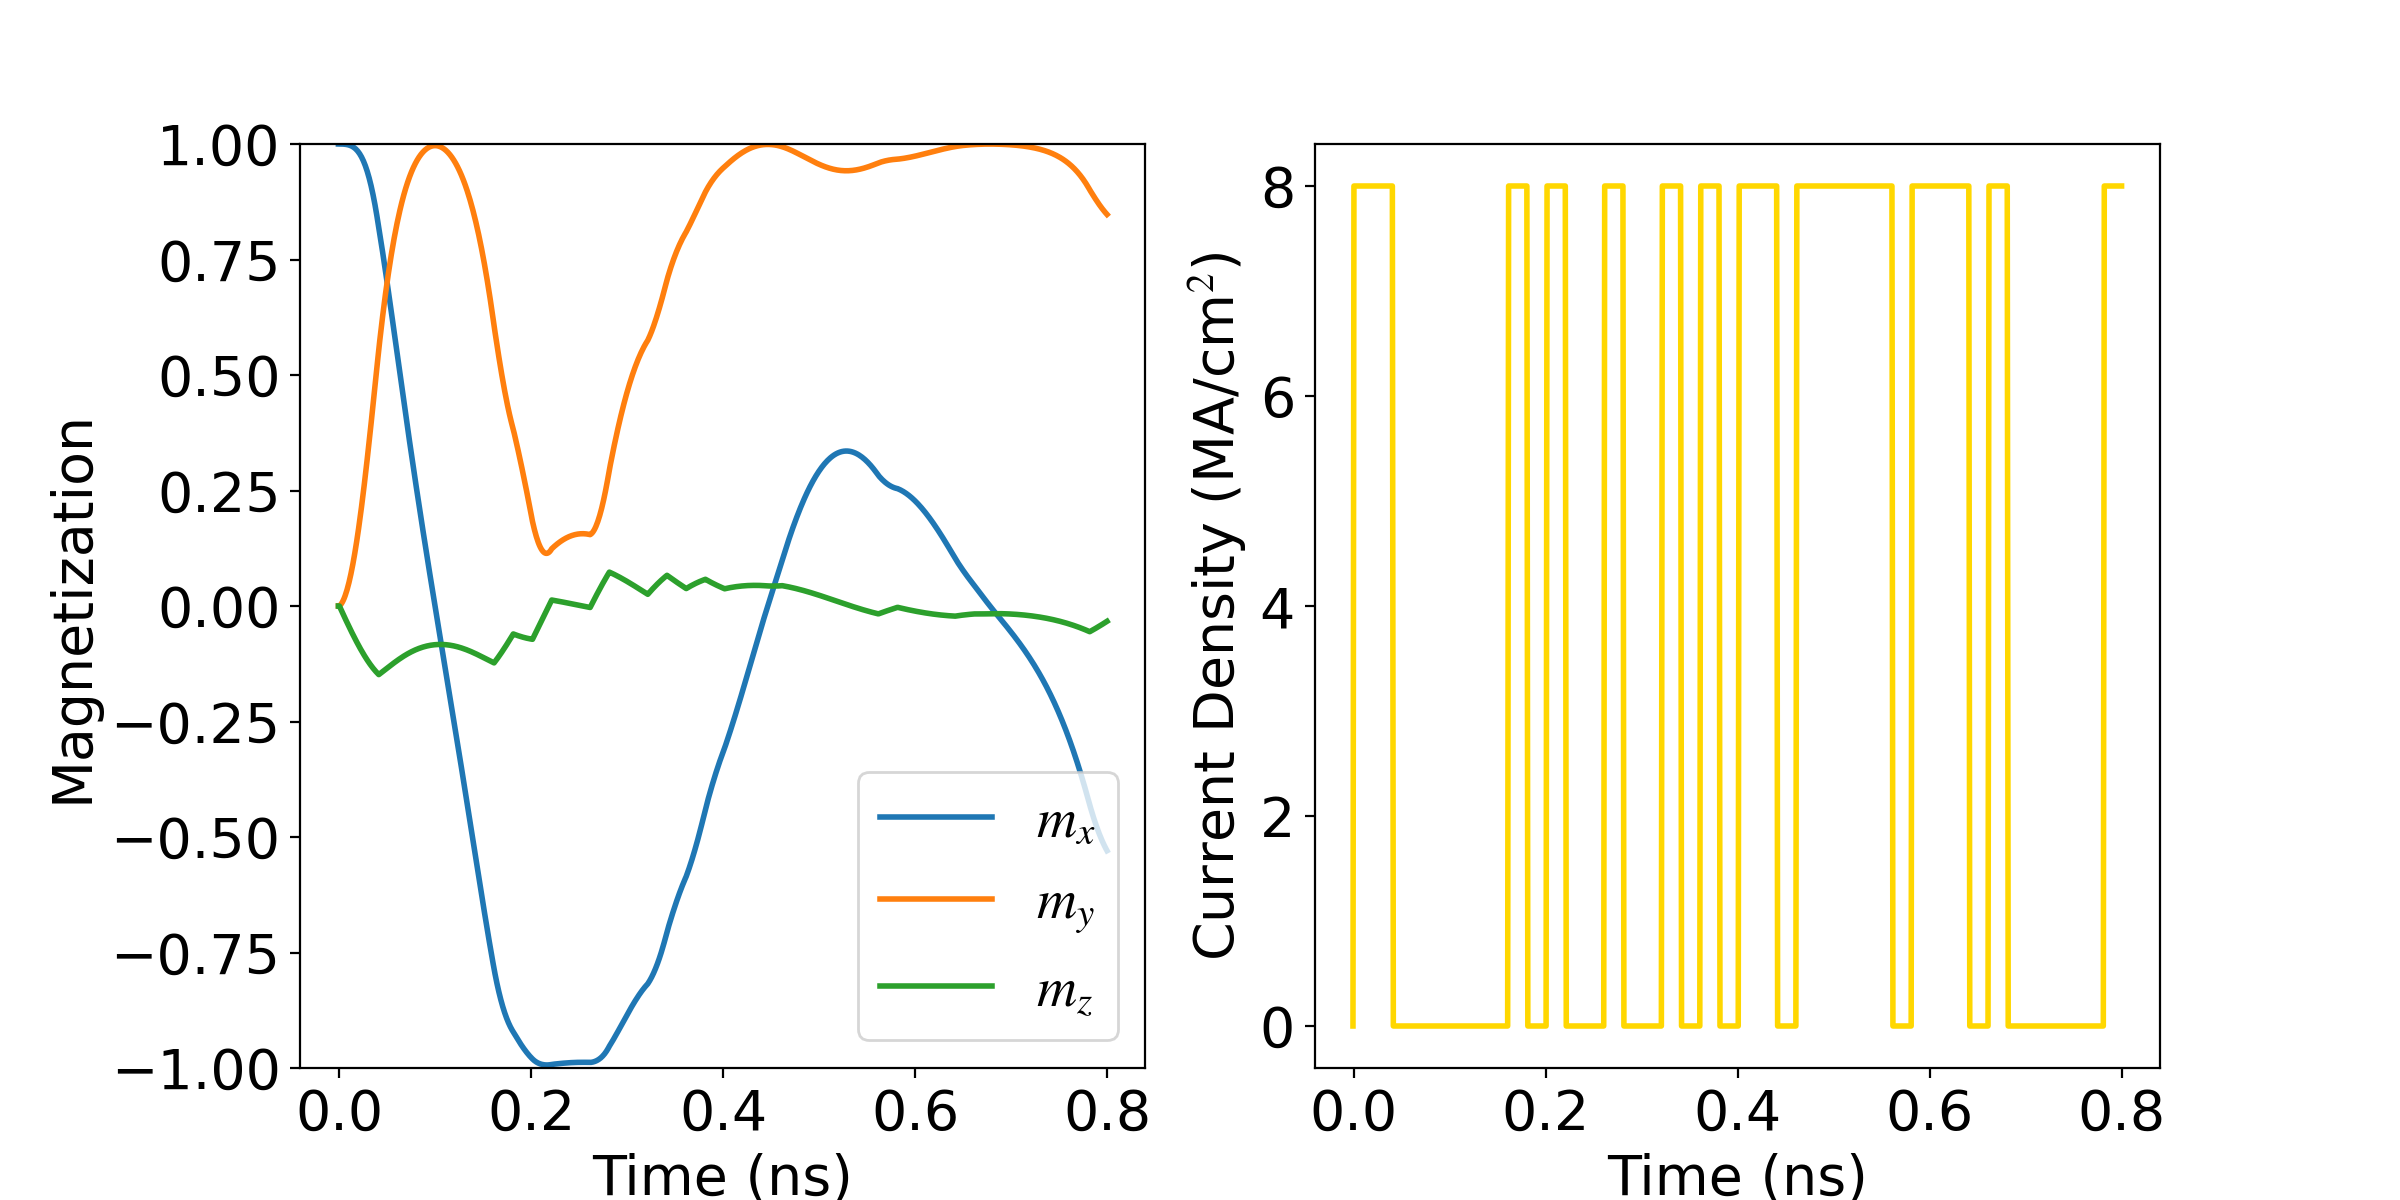 Magnetization
1.00
0.75
0.50
0.25
0.00
−0.25
−0.50
−0.75
−1.00
0.0 0.2 0.4 0.6 0.8
Time (ns)
m_x
m_y
m_z
Current Density (MA/cm²)
8
6
4
2
0
0.0 0.2 0.4 0.6 0.8
Time (ns)